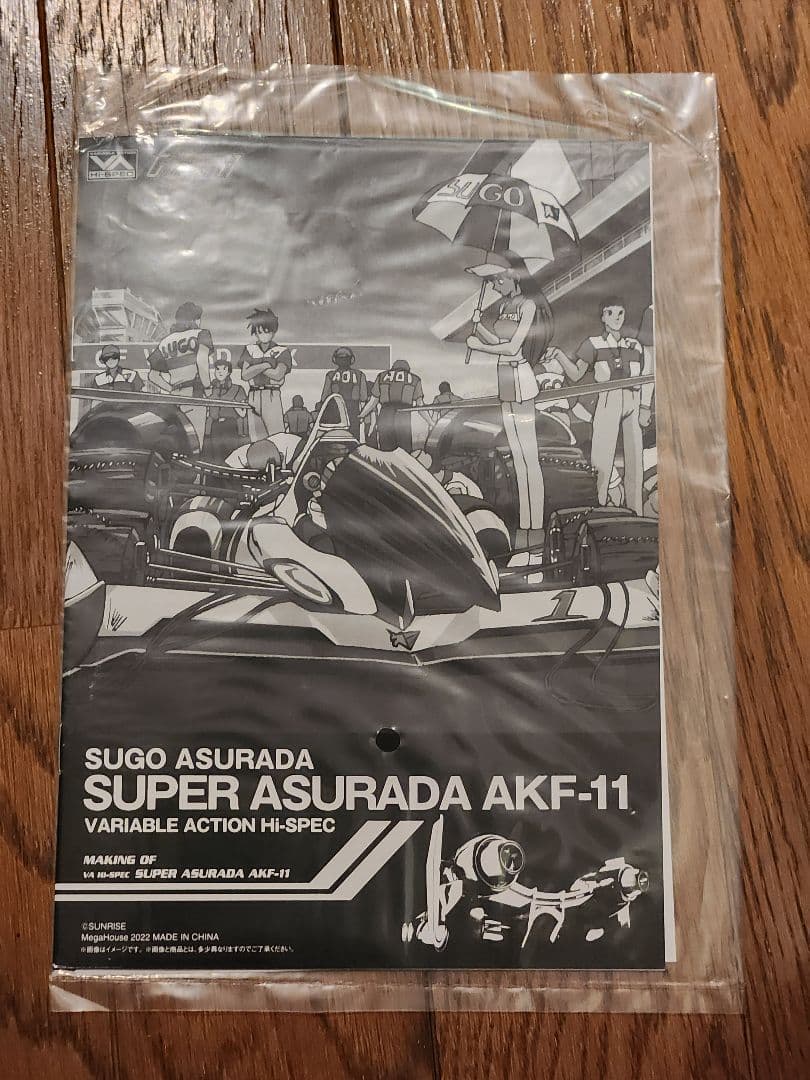 VARIABLE ACTION
VA
Hi-SPEC
SUGO
A
SUGO
AOI
AOI
SUGO
1
SUGO ASURADA
SUPER ASURADA AKF-11
VARIABLE ACTION Hi-SPEC
MAKING OF
VA HI-SPEC SUPER ASURADA AKF-11
©SUNRISE
MegaHouse 2022 MADE IN CHINA
※画像はイメージです。※画像と商品とは、多少異なりますのでご了承ください。